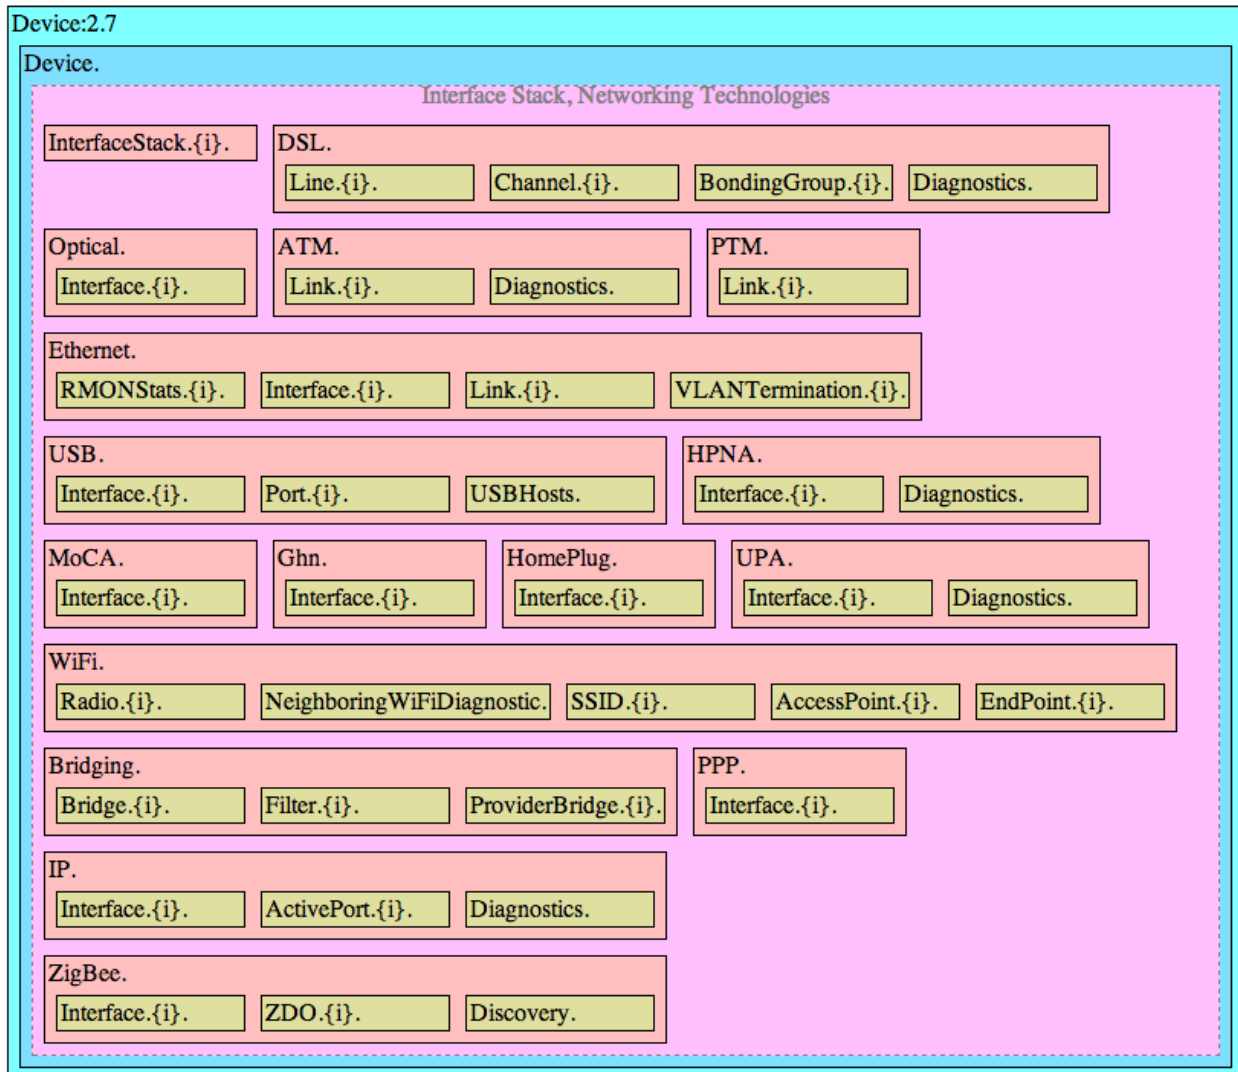 Device:2.7
Device.
Interface Stack, Networking Technologies
InterfaceStack.{i}.
DSL.
Line.{i}.
Channel.{i}.
BondingGroup.{i}.
Diagnostics.
Optical.
Interface.{i}.
ATM.
Link.{i}.
Diagnostics.
PTM.
Link.{i}.
Ethernet.
RMONStats.{i}.
Interface.{i}.
Link.{i}.
VLANTermination.{i}.
USB.
Interface.{i}.
Port.{i}.
USBHosts.
HPNA.
Interface.{i}.
Diagnostics.
MoCA.
Interface.{i}.
Ghn.
Interface.{i}.
HomePlug.
Interface.{i}.
UPA.
Interface.{i}.
Diagnostics.
WiFi.
Radio.{i}.
NeighboringWiFiDiagnostic.
SSID.{i}.
AccessPoint.{i}.
EndPoint.{i}.
Bridging.
Bridge.{i}.
Filter.{i}.
ProviderBridge.{i}.
PPP.
Interface.{i}.
IP.
Interface.{i}.
ActivePort.{i}.
Diagnostics.
ZigBee.
Interface.{i}.
ZDO.{i}.
Discovery.